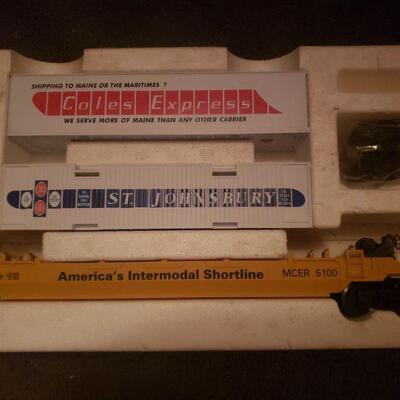 SHIPPING TO MAINE OR THE MARITIMES ?
Coles Express
WE SERVE MORE OF MAINE THAN ANY OTHER CARRIER
ST. JOHNSBURY
America's Intermodal Shortline MCER 5100